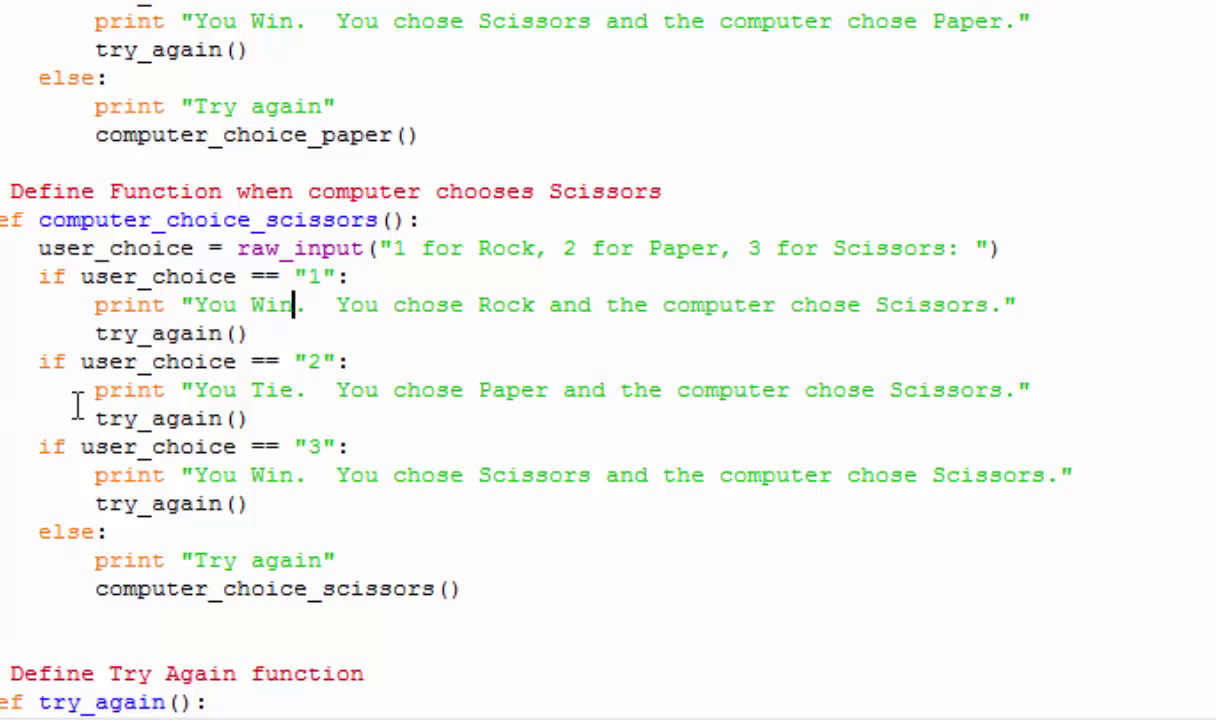 print "You Win.  You chose Scissors and the computer chose Paper."
try_again()
else:
print "Try again"
computer_choice_paper()
Define Function when computer chooses Scissors
ef computer_choice_scissors():
user_choice = raw_input("1 for Rock, 2 for Paper, 3 for Scissors: ")
if user_choice == "1":
print "You Win.  You chose Rock and the computer chose Scissors."
try_again()
if user_choice == "2":
print "You Tie.  You chose Paper and the computer chose Scissors."
try_again()
if user_choice == "3":
print "You Win.  You chose Scissors and the computer chose Scissors."
try_again()
else:
print "Try again"
computer_choice_scissors()
Define Try Again function
ef try_again():